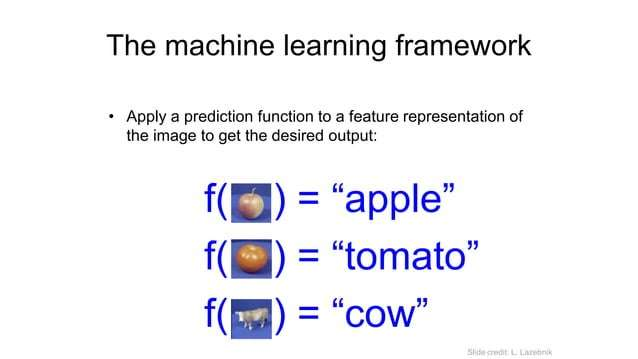 The machine learning framework
• Apply a prediction function to a feature representation of
the image to get the desired output:
f( ) = “apple”
f( ) = “tomato”
f( ) = “cow”
Slide credit: L. Lazebnik